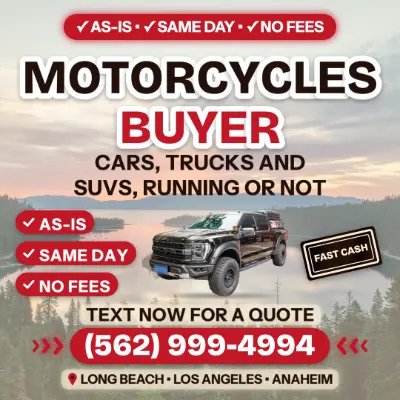 ✓ AS-IS • ✓ SAME DAY • ✓ NO FEES
MOTORCYCLES
BUYER
CARS, TRUCKS AND
SUVS, RUNNING OR NOT
✓ AS-IS
✓ SAME DAY
✓ NO FEES
FAST CASH
TEXT NOW FOR A QUOTE
(562) 999-4994
LONG BEACH • LOS ANGELES • ANAHEIM